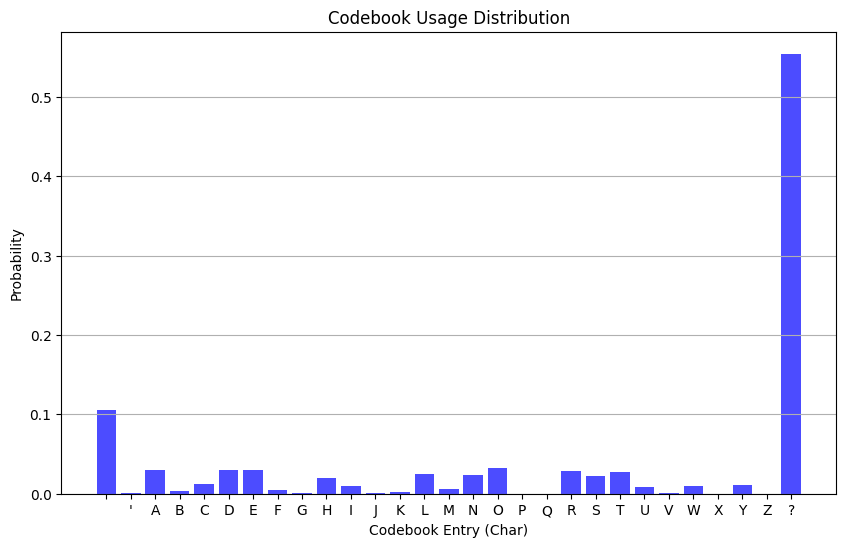 Codebook Usage Distribution
Probability
0.5
0.4
0.3
0.2
0.1
0.0
' A B C D E F G H I J K L M N O P Q R S T U V W X Y Z ?
Codebook Entry (Char)